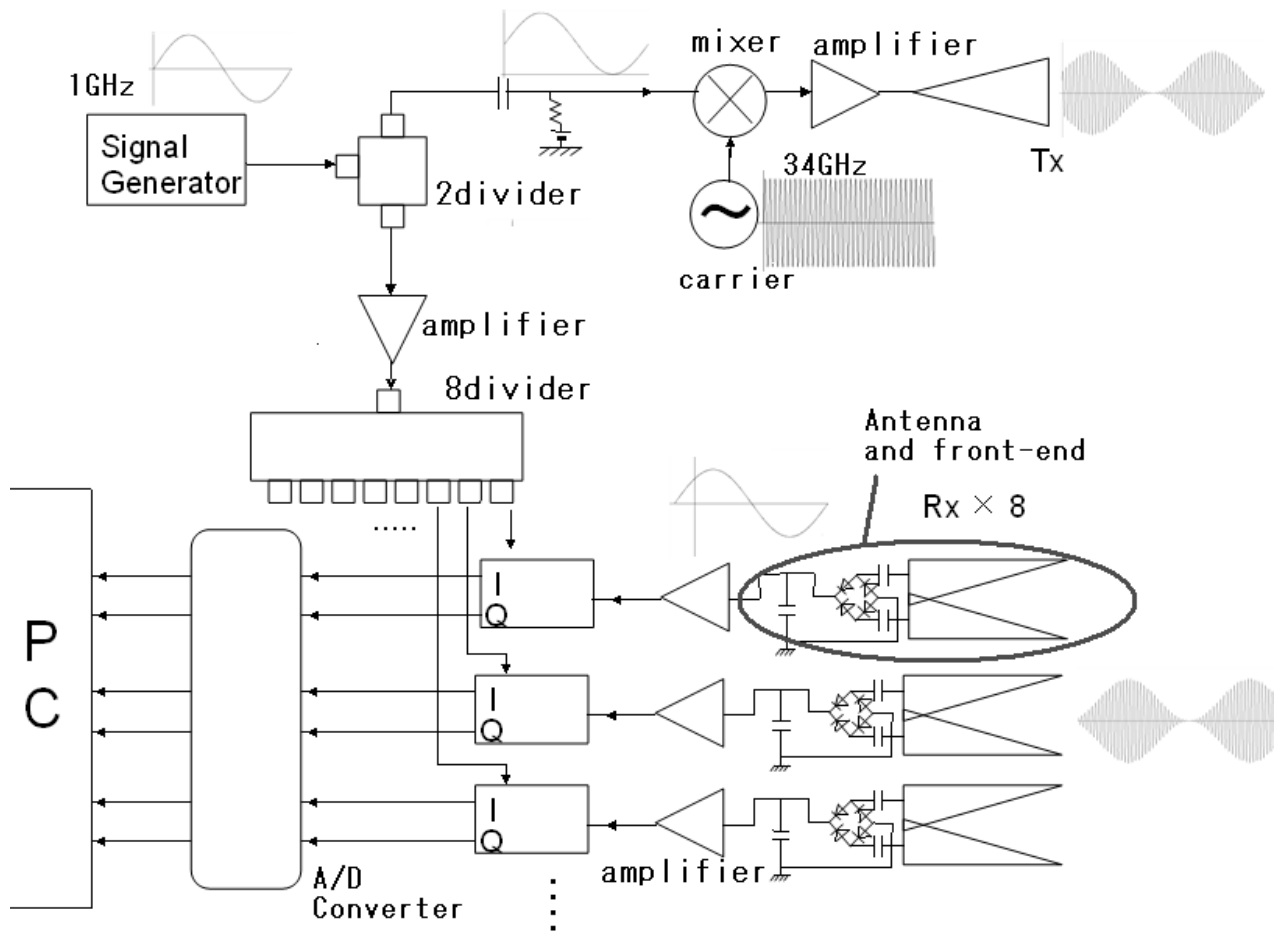 mixer
amplifier
1GHz
Signal
Generator
2divider
34GHz
Tx
carrier
amplifier
8divider
Antenna
and front-end
Rx × 8
.....
I
Q
P
C
I
Q
I
Q
amplifier
A/D
Converter